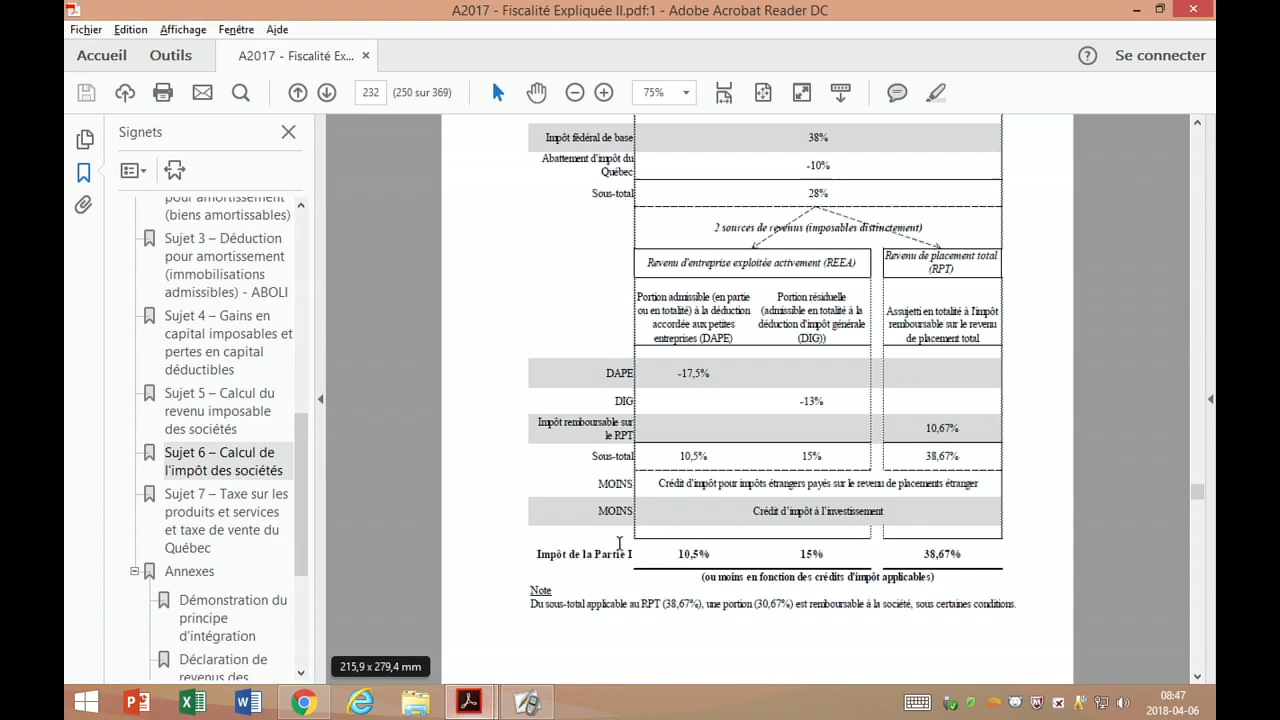 A2017 - Fiscalité Expliquée II.pdf:1 - Adobe Acrobat Reader DC
Fichier Edition Affichage Fenêtre Aide
Accueil Outils A2017 - Fiscalité Ex... × Se connecter
232 (250 sur 369) 75%
Signets
pour amortissement
(biens amortissables)
Sujet 3 – Déduction
pour amortissement
(immobilisations
admissibles) - ABOLI
Sujet 4 – Gains en
capital imposables et
pertes en capital
déductibles
Sujet 5 – Calcul du
revenu imposable
des sociétés
Sujet 6 – Calcul de
l'impôt des sociétés
Sujet 7 – Taxe sur les
produits et services
et taxe de vente du
Québec
Annexes
Démonstration du
principe
d'intégration
Déclaration de
revenus des
Impôt fédéral de base 38%
Abattement d'impôt du
Québec -10%
Sous-total 28%
2 sources de revenus (imposables distinctement)
Revenu d'entreprise exploitée activement (REEA)
Revenu de placement total
(RPT)
Portion admissible (en partie
ou en totalité) à la déduction
accordée aux petites
entreprises (DAPE)
Portion résiduelle
(admissible en totalité à la
déduction d'impôt générale
(DIG))
Assujetti en totalité à l'impôt
remboursable sur le revenu
de placement total
DAPE -17,5%
DIG -13%
Impôt remboursable sur
le RPT 10,67%
Sous-total 10,5% 15% 38,67%
MOINS Crédit d'impôt pour impôts étrangers payés sur le revenu de placements étranger
MOINS Crédit d'impôt à l'investissement
Impôt de la Partie I 10,5% 15% 38,67%
(ou moins en fonction des crédits d'impôt applicables)
Note
Du sous-total applicable au RPT (38,67%), une portion (30,67%) est remboursable à la société, sous certaines conditions.
215,9 x 279,4 mm
08:47
2018-04-06